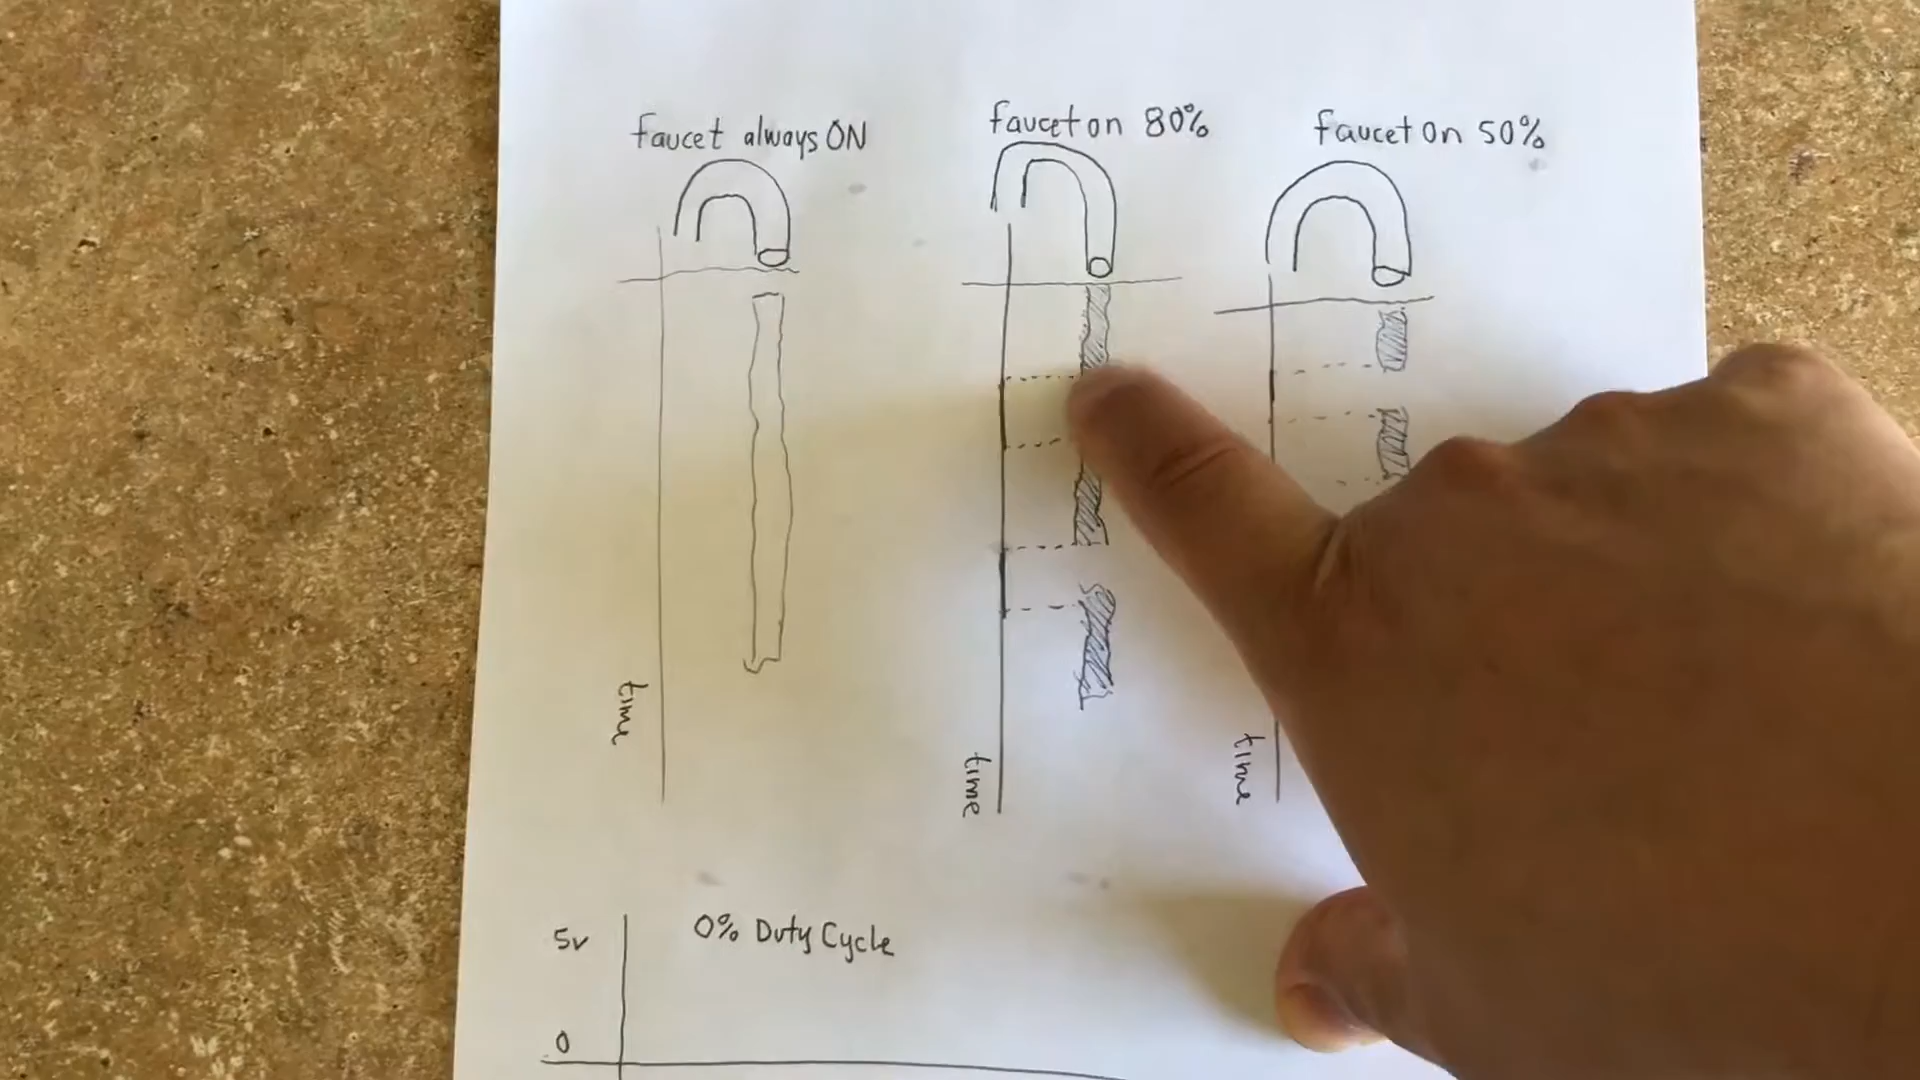 faucet always ON
faucet on 80%
faucet on 50%
time
time
time
5v
0% Duty Cycle
0